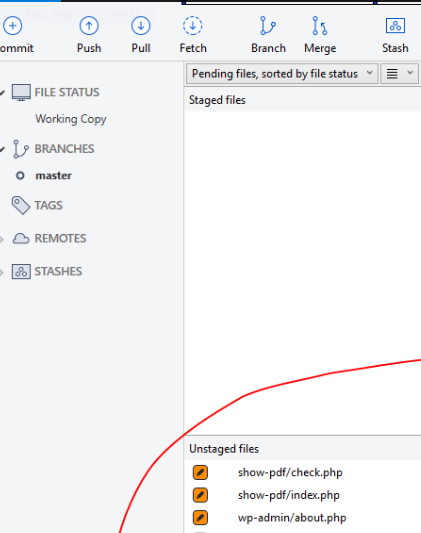 ommit Push Pull Fetch Branch Merge Stash
Pending files, sorted by file status
FILE STATUS
Working Copy
BRANCHES
master
TAGS
REMOTES
STASHES
Staged files
Unstaged files
show-pdf/check.php
show-pdf/index.php
wp-admin/about.php